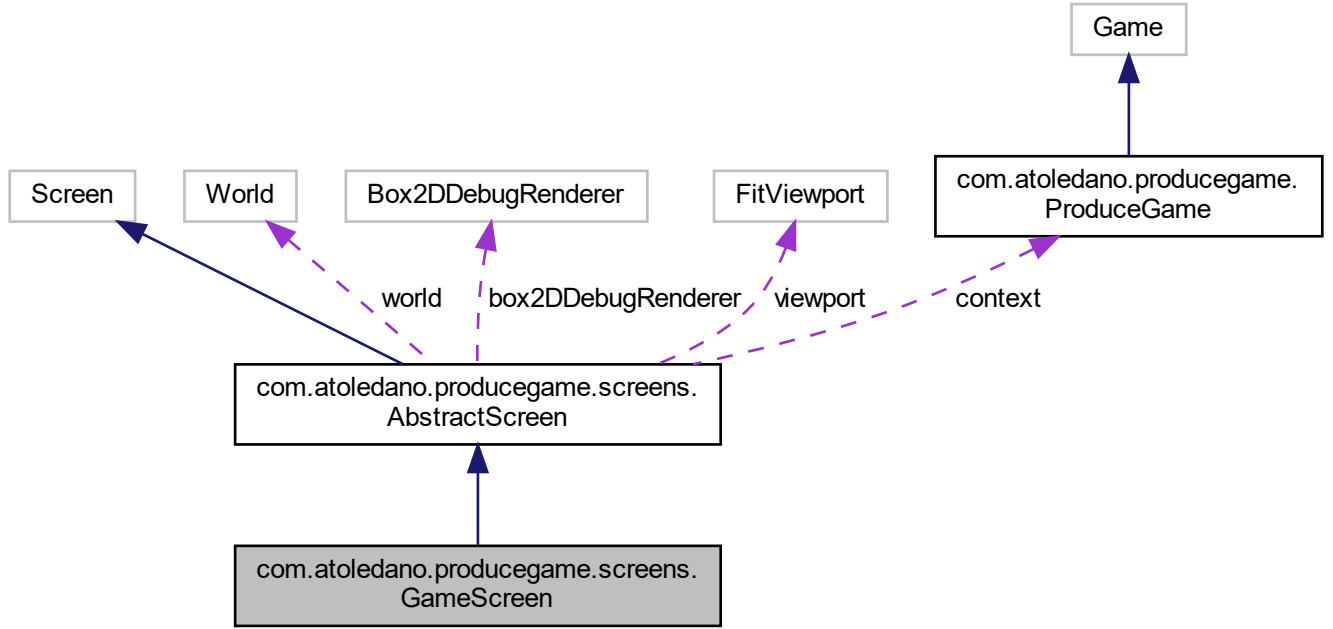 Game
Screen
World
Box2DDebugRenderer
FitViewport
com.atoledano.producegame.
ProduceGame
world
box2DDebugRenderer
viewport
context
com.atoledano.producegame.screens.
AbstractScreen
com.atoledano.producegame.screens.
GameScreen